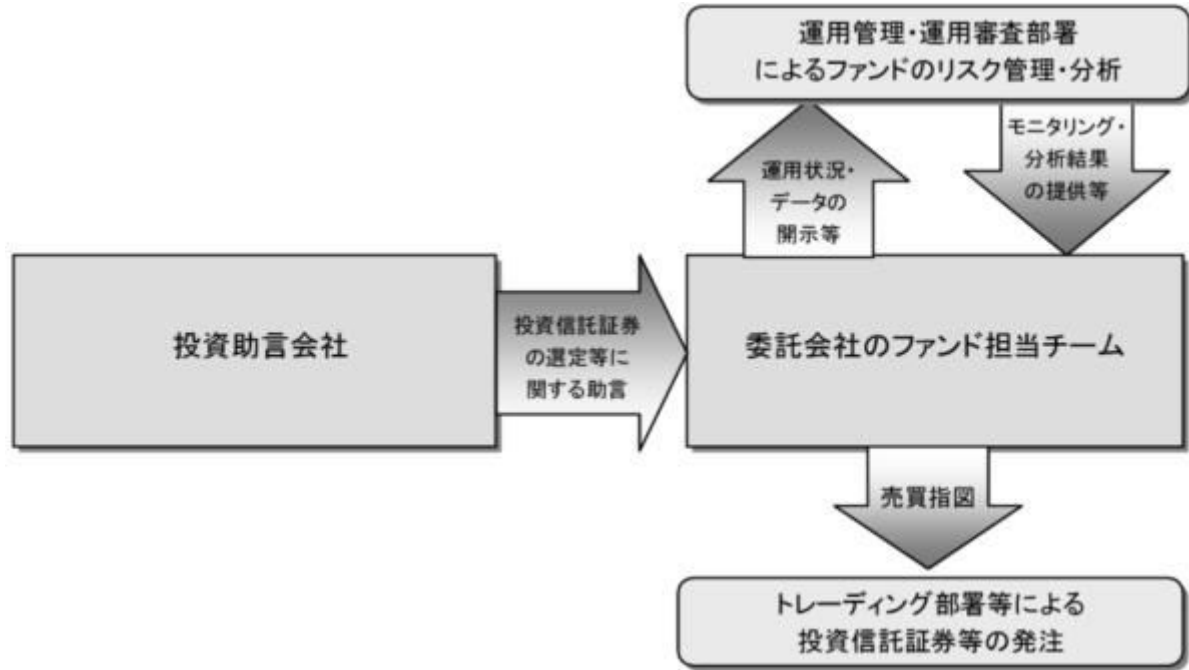 運用管理・運用審査部署
によるファンドのリスク管理・分析
運用状況・
データの
開示等
モニタリング・
分析結果
の提供等
投資助言会社
投資信託証券
の選定等に
関する助言
委託会社のファンド担当チーム
売買指図
トレーディング部署等による
投資信託証券等の発注